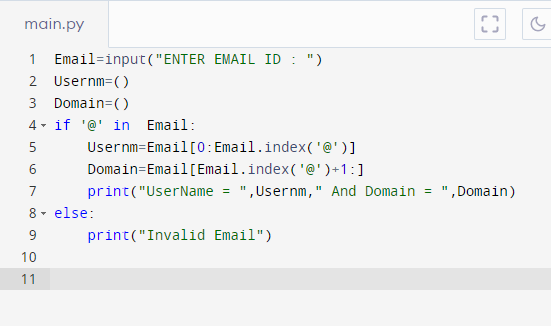 main.py
1 Email=input("ENTER EMAIL ID : ")
2 Usernm=()
3 Domain=()
4 if '@' in  Email:
5     Usernm=Email[0:Email.index('@')]
6     Domain=Email[Email.index('@')+1:]
7     print("UserName = ",Usernm," And Domain = ",Domain)
8 else:
9     print("Invalid Email")
10
11